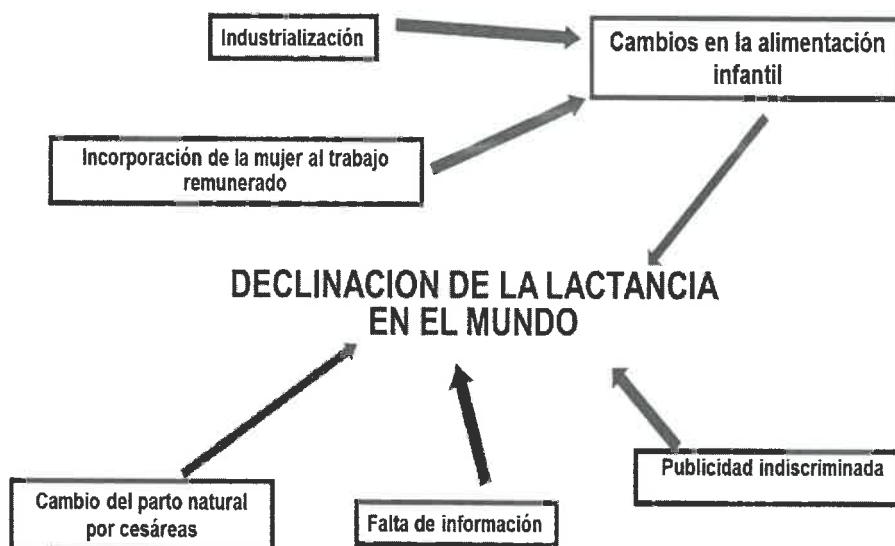 Industrialización
Cambios en la alimentación
infantil
Incorporación de la mujer al trabajo
remunerado
DECLINACION DE LA LACTANCIA
EN EL MUNDO
Cambio del parto natural
por cesáreas
Falta de información
Publicidad indiscriminada